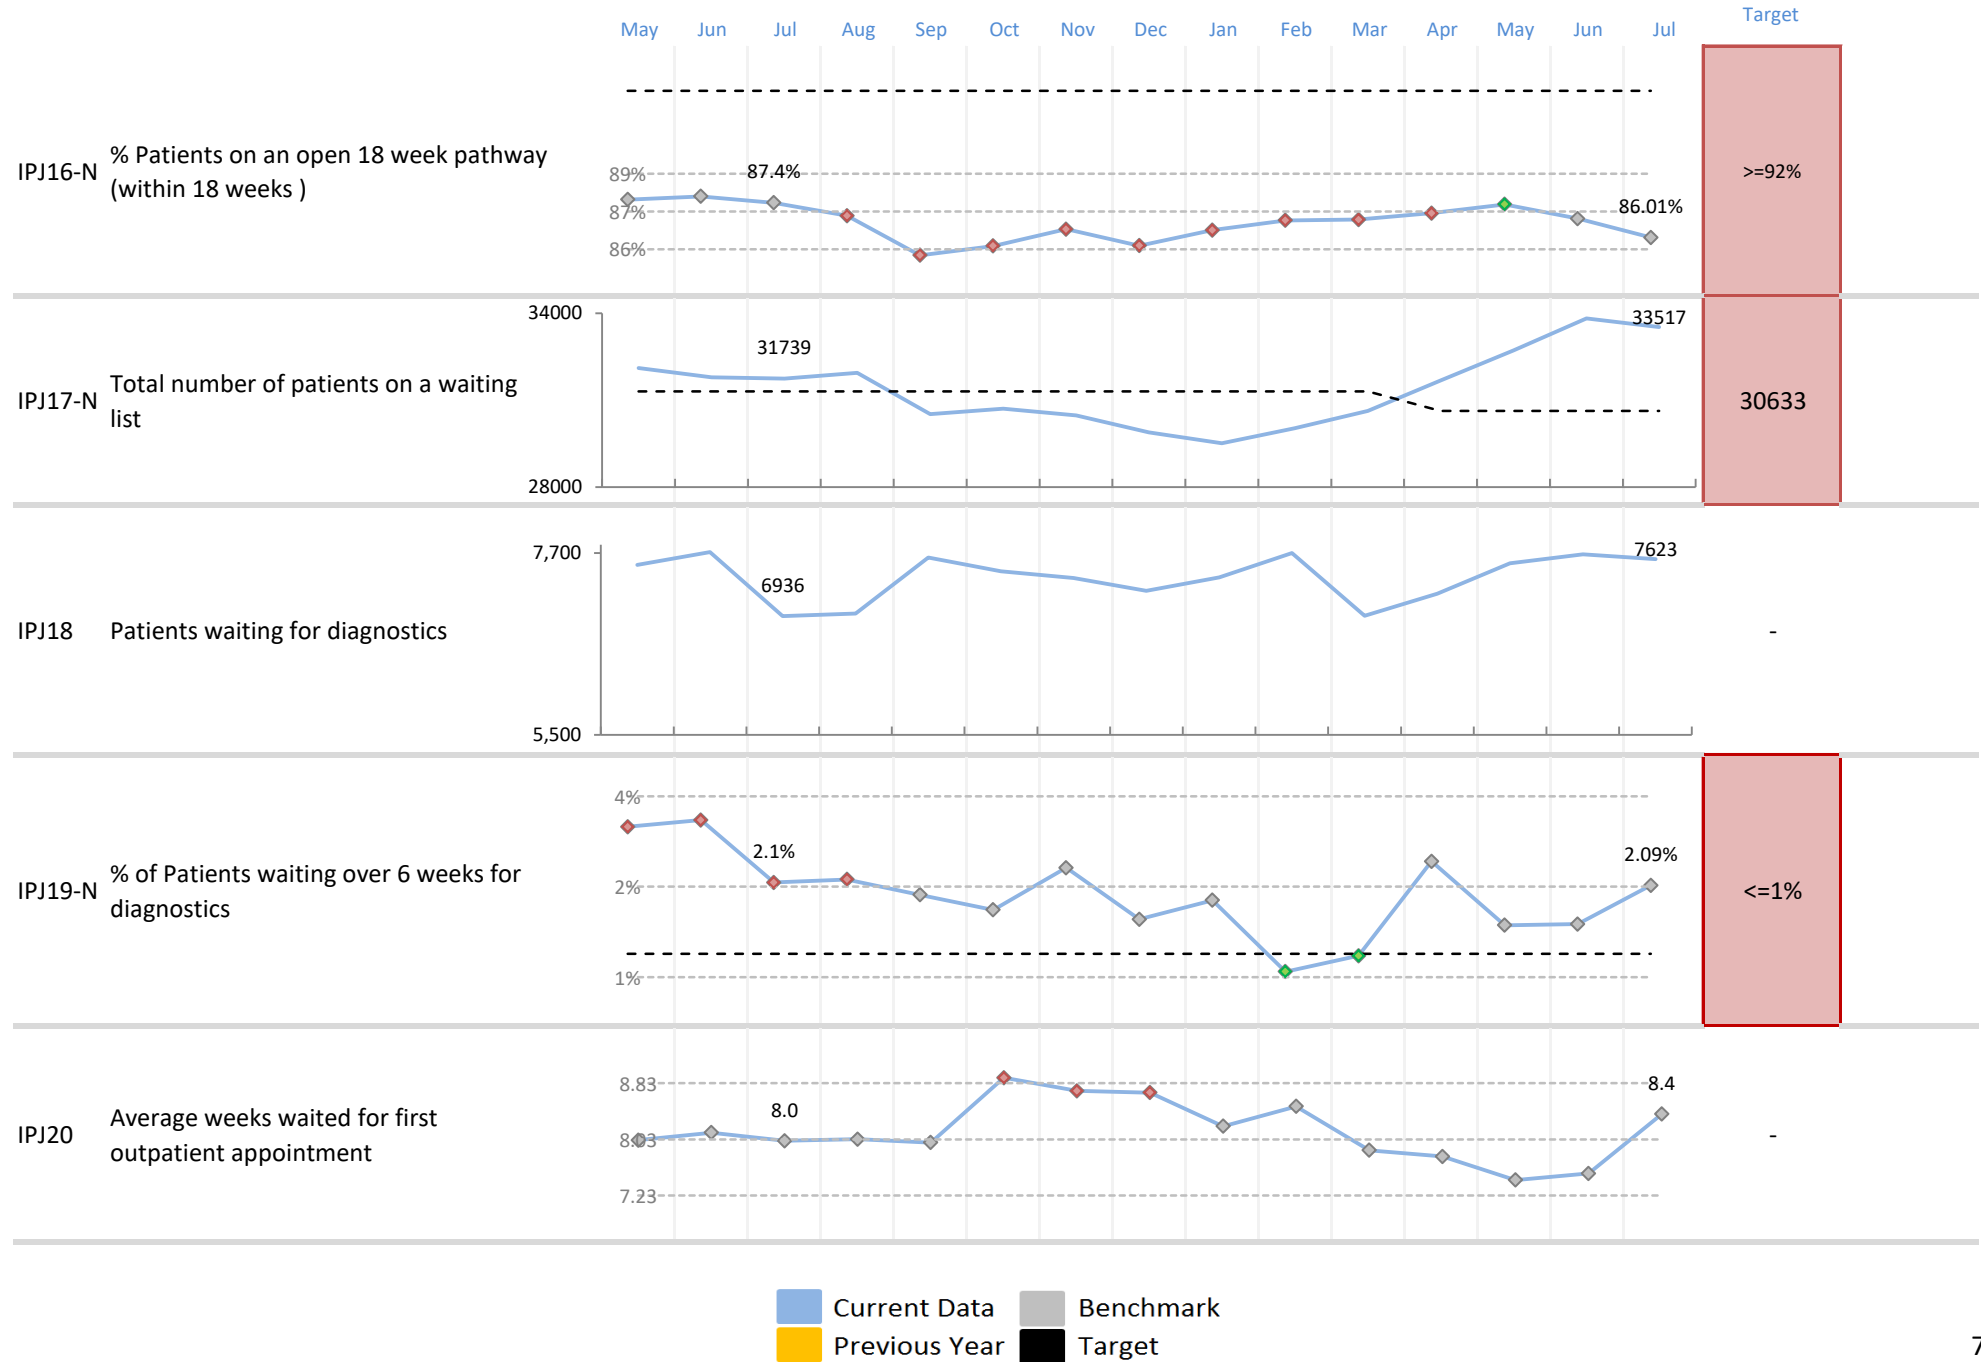 May Jun Jul Aug Sep Oct Nov Dec Jan Feb Mar Apr May Jun Jul Target
IPJ16-N % Patients on an open 18 week pathway
(within 18 weeks )
89%
87%
86%
87.4%
86.01%
>=92%
IPJ17-N Total number of patients on a waiting
list
34000
28000
31739
33517
30633
IPJ18 Patients waiting for diagnostics
7,700
5,500
6936
7623
-
IPJ19-N % of Patients waiting over 6 weeks for
diagnostics
4%
2%
1%
2.1%
2.09%
<=1%
IPJ20 Average weeks waited for first
outpatient appointment
8.83
7.23
8.0
8.4
-
Current Data Benchmark
Previous Year Target
7